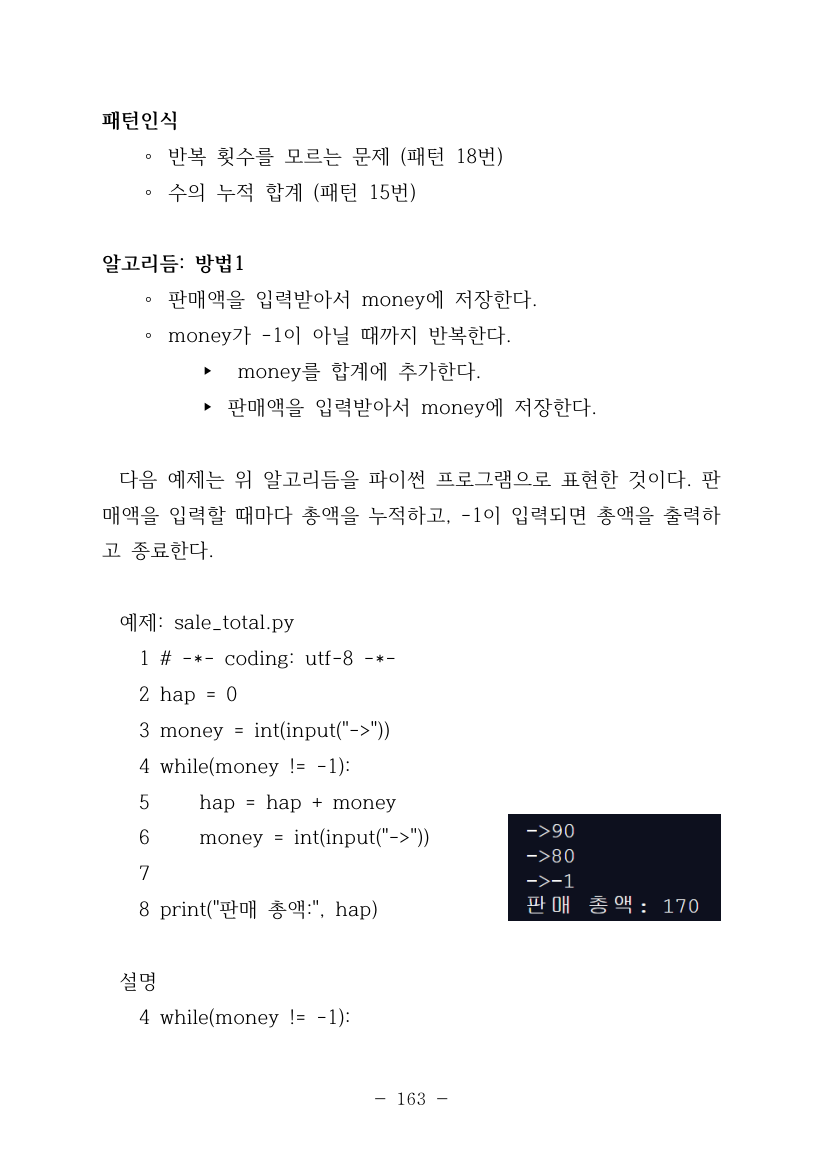 패턴인식
◦ 반복 횟수를 모르는 문제 (패턴 18번)
◦ 수의 누적 합계 (패턴 15번)
알고리듬: 방법1
◦ 판매액을 입력받아서 money에 저장한다.
◦ money가 -1이 아닐 때까지 반복한다.
▸ money를 합계에 추가한다.
▸ 판매액을 입력받아서 money에 저장한다.
다음 예제는 위 알고리듬을 파이썬 프로그램으로 표현한 것이다. 판
매액을 입력할 때마다 총액을 누적하고, -1이 입력되면 총액을 출력하
고 종료한다.
예제: sale_total.py
1 # -*- coding: utf-8 -*-
2 hap = 0
3 money = int(input("->"))
4 while(money != -1):
5     hap = hap + money
6     money = int(input("->"))
7
8 print("판매 총액:", hap)
->90
->80
->-1
판매 총액: 170
설명
4 while(money != -1):
- 163 -